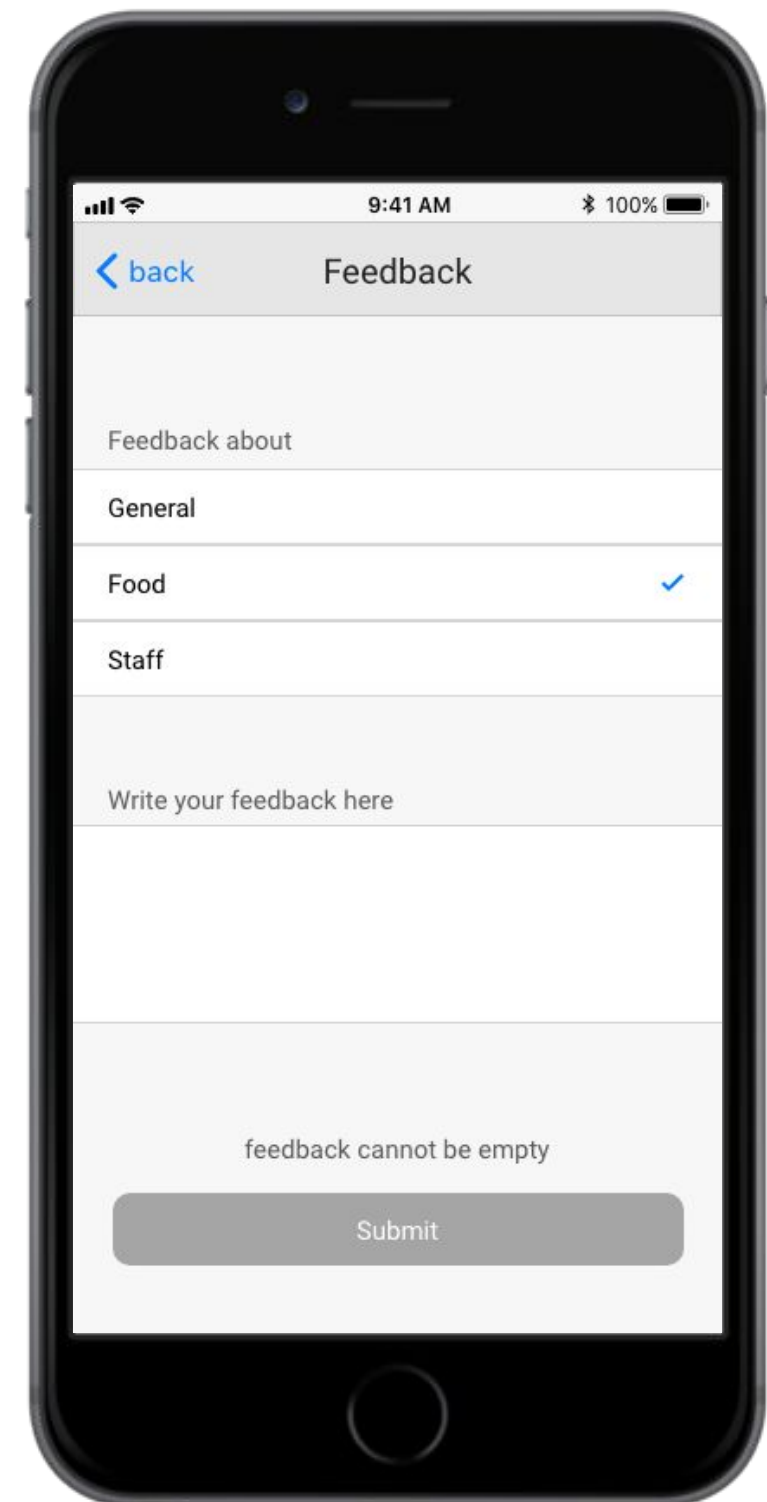 9:41 AM 100%
back Feedback
Feedback about
General
Food
Staff
Write your feedback here
feedback cannot be empty
Submit